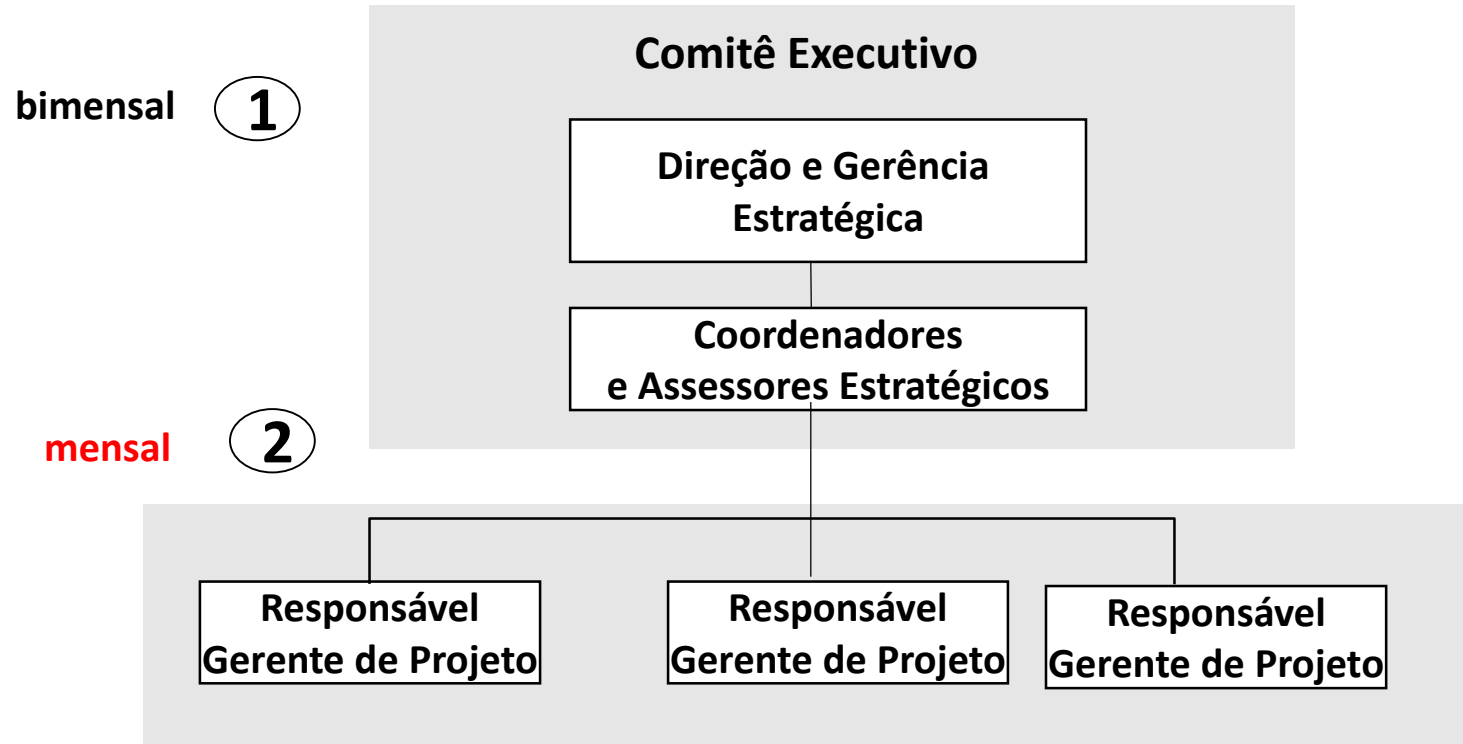 Comitê Executivo
bimensal 1
Direção e Gerência
Estratégica
Coordenadores
e Assessores Estratégicos
mensal 2
Responsável
Gerente de Projeto
Responsável
Gerente de Projeto
Responsável
Gerente de Projeto